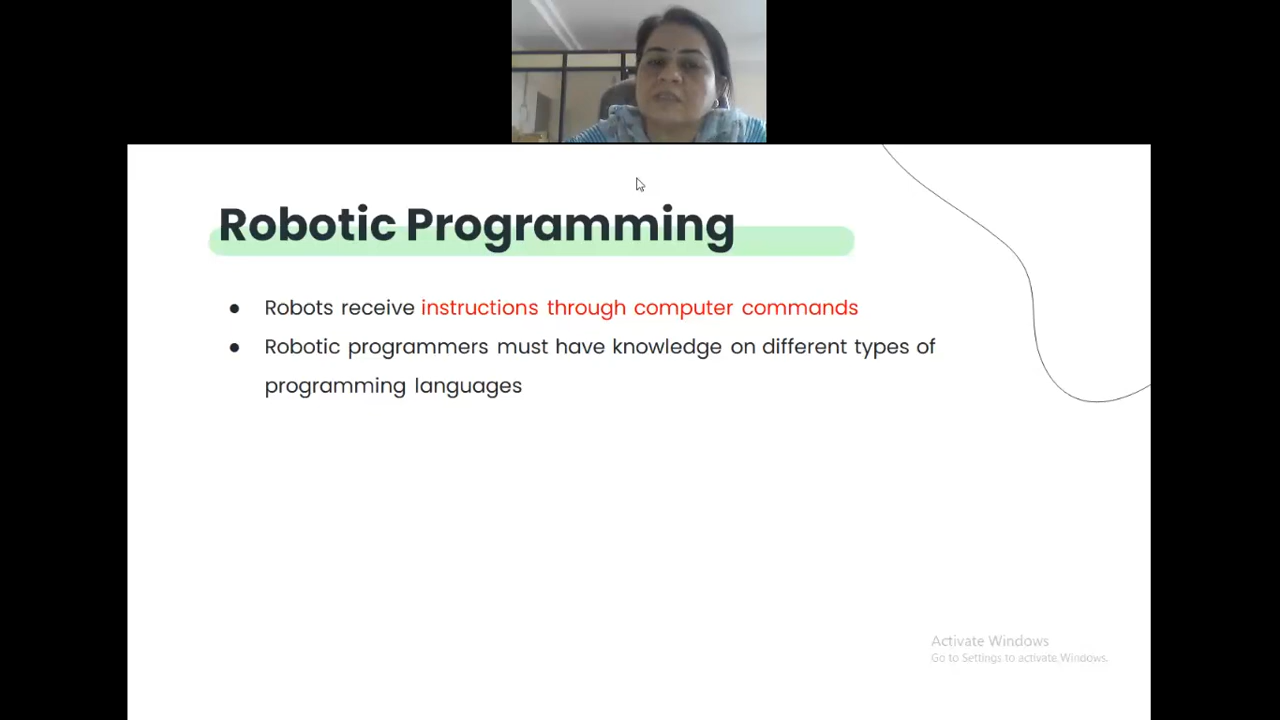 Robotic Programming
● Robots receive instructions through computer commands
● Robotic programmers must have knowledge on different types of
programming languages
Activate Windows
Go to Settings to activate Windows.